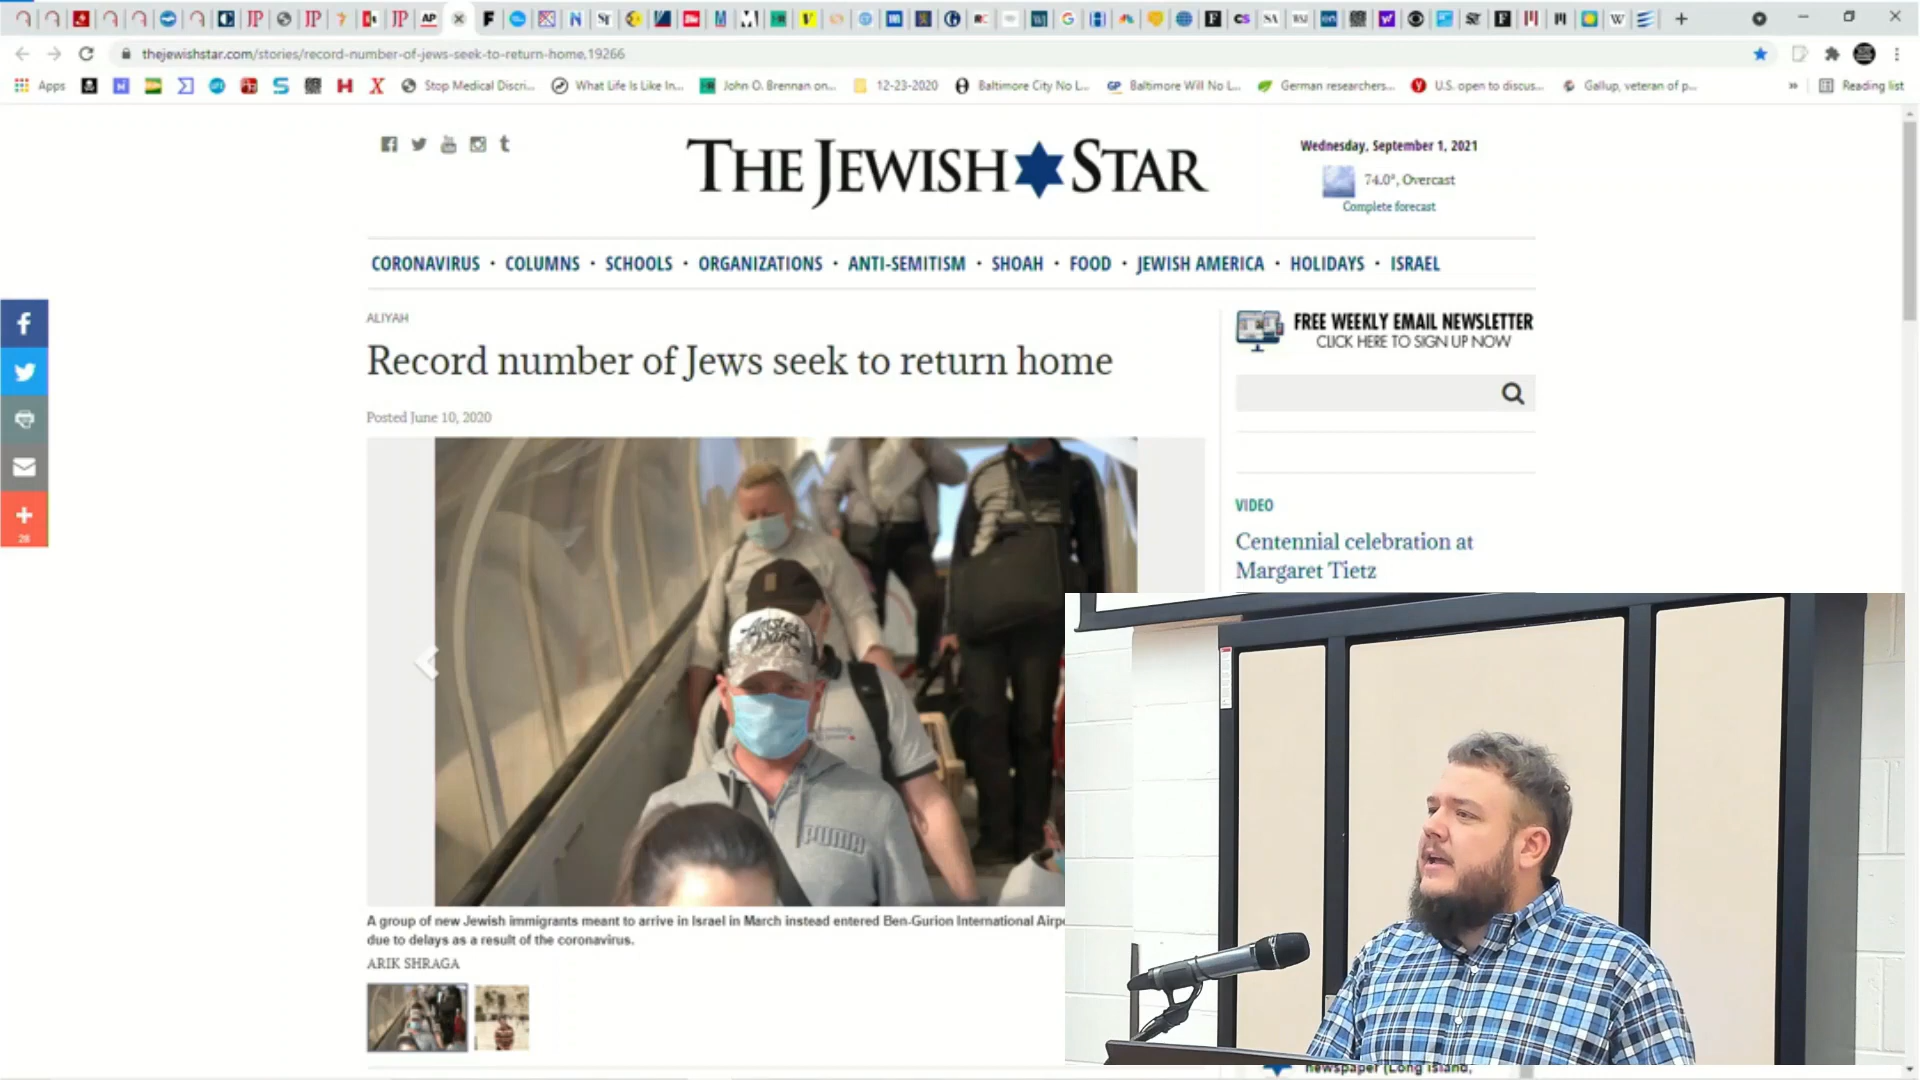 thejewishstar.com/stories/record-number-of-jews-seek-to-return-home,19266
Apps
Stop Medical Discri...
What Life Is Like In...
John O. Brennan on...
12-23-2020
Baltimore City No L...
Baltimore Will No L...
German researchers...
U.S. open to discus...
Gallup, veteran of p...
»
Reading list
THE JEWISH STAR
Wednesday, September 1, 2021
74.0°, Overcast
Complete forecast
CORONAVIRUS · COLUMNS · SCHOOLS · ORGANIZATIONS · ANTI-SEMITISM · SHOAH · FOOD · JEWISH AMERICA · HOLIDAYS · ISRAEL
ALIYAH
Record number of Jews seek to return home
Posted June 10, 2020
FREE WEEKLY EMAIL NEWSLETTER
CLICK HERE TO SIGN UP NOW
VIDEO
Centennial celebration at
Margaret Tietz
28
PUMA
A group of new Jewish immigrants meant to arrive in Israel in March instead entered Ben-Gurion International
due to delays as a result of the coronavirus.
ARIK SHRAGA
newspaper (Long Island,